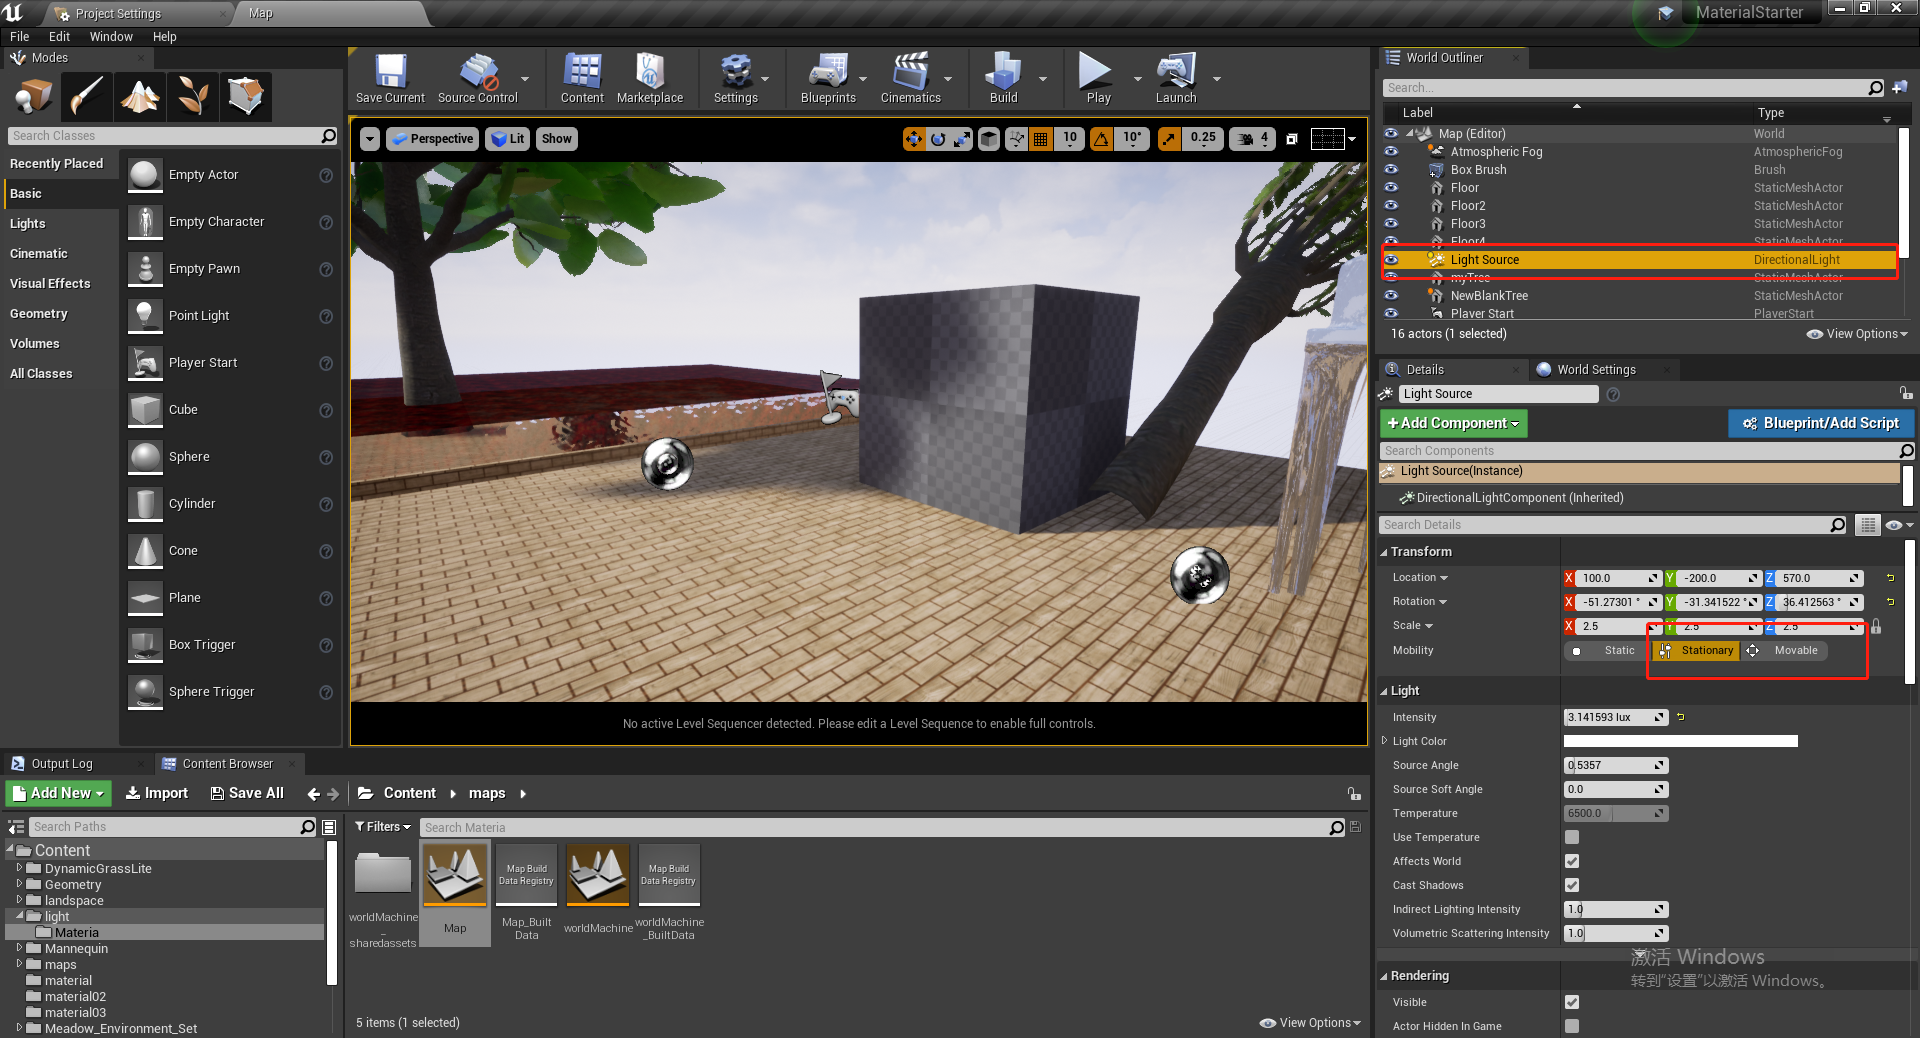 Project Settings
Map
MaterialStarter
File Edit Window Help
Modes
Search Classes
Recently Placed
Basic
Lights
Cinematic
Visual Effects
Geometry
Volumes
All Classes
Empty Actor
Empty Character
Empty Pawn
Point Light
Player Start
Cube
Sphere
Cylinder
Cone
Plane
Box Trigger
Sphere Trigger
Save Current
Source Control
Content
Marketplace
Settings
Blueprints
Cinematics
Build
Play
Launch
Perspective
Lit
Show
10
10°
0.25
4
No active Level Sequencer detected. Please edit a Level Sequence to enable full controls.
World Outliner
Search...
Label Type
Map (Editor) World
Atmospheric Fog AtmosphericFog
Box Brush Brush
Floor StaticMeshActor
Floor2 StaticMeshActor
Floor3 StaticMeshActor
Floor4 StaticMeshActor
Light Source DirectionalLight
myTree StaticMeshActor
NewBlankTree StaticMeshActor
Player Start PlayerStart
16 actors (1 selected)
View Options
Details
World Settings
Light Source
+Add Component
Blueprint/Add Script
Search Components
Light Source(Instance)
DirectionalLightComponent (Inherited)
Search Details
Transform
Location X 100.0 Y -200.0 Z 570.0
Rotation X -51.27301 ° Y -31.341522 ° Z 36.412563 °
Scale X 2.5 Y 2.5 Z 2.5
Mobility Static Stationary Movable
Light
Intensity 3.141593 lux
Light Color
Source Angle 0.5357
Source Soft Angle 0.0
Temperature 6500.0
Use Temperature
Affects World
Cast Shadows
Indirect Lighting Intensity 1.0
Volumetric Scattering Intensity 1.0
激活 Windows
转到“设置”以激活 Windows。
Rendering
Visible
Actor Hidden In Game
Output Log
Content Browser
Add New
Import
Save All
Content
maps
Search Paths
Content
DynamicGrassLite
Geometry
landspace
light
Materia
Mannequin
maps
material
material02
material03
Meadow_Environment_Set
Filters
Search Materia
worldMachine
_
sharedassets
Map
Map Build
Data Registry
Map_Built
Data
worldMachine
Map Build
Data Registry
worldMachine
_BuiltData
5 items (1 selected)
View Options